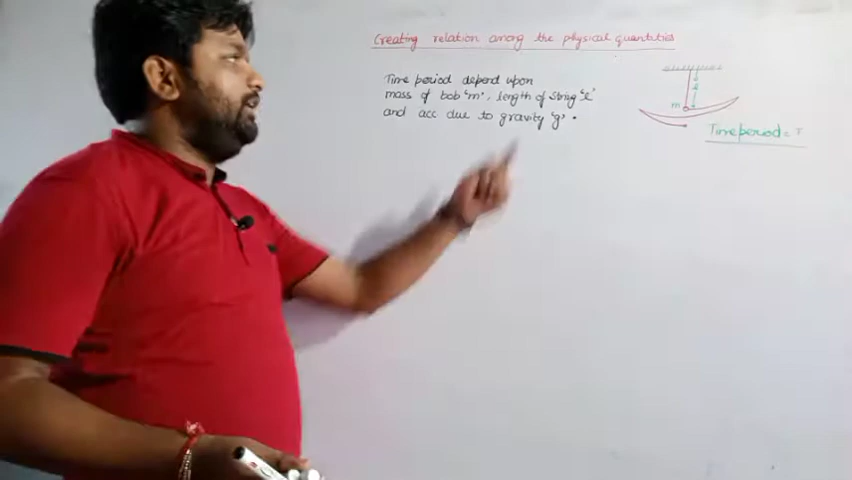 Creating relation among the physical quantities
Time period depend upon
mass of bob 'm', length of string 'l'
and acc due to gravity 'g'.
l
m
Time period = T